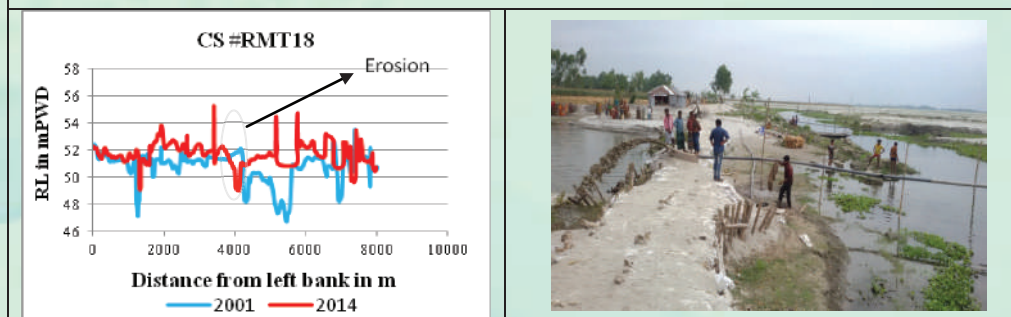 CS #RMT18
Erosion
58
56
54
52
50
48
46
RL in mPWD
0 2000 4000 6000 8000 10000
Distance from left bank in m
2001 2014